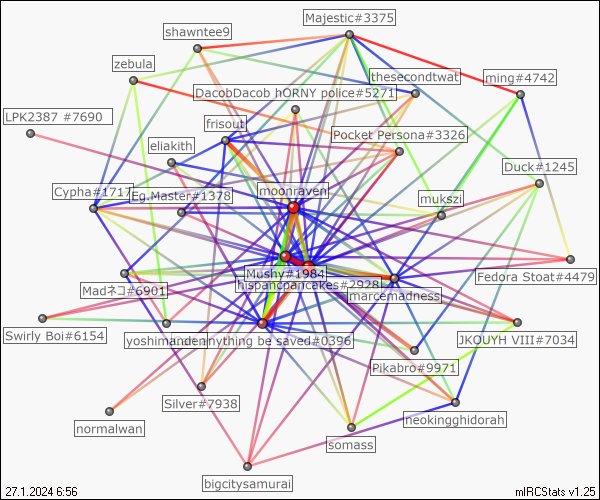 Majestic#3375
shawntee9
zebula
thesecondtwat
ming#4742
DacobDacob hORNY police#5271
LPK2387 #7690
frisout
Pocket Persona#3326
eliakith
Duck#1245
Cypha#1717
Eg.Master#1378
moonraven
mukszi
Mushy#1984
Fedora Stoat#4479
hispancpancakes#2928
Madネコ#6901
marcemadness
Swirly Boi#6154
yoshimanden
anything be saved#0396
JKOUYH VIII#7034
Pikabro#9971
Silver#7938
neokingghidorah
normalwan
somass
bigcitysamurai
27.1.2024 6:56
mIRCStats v1.25